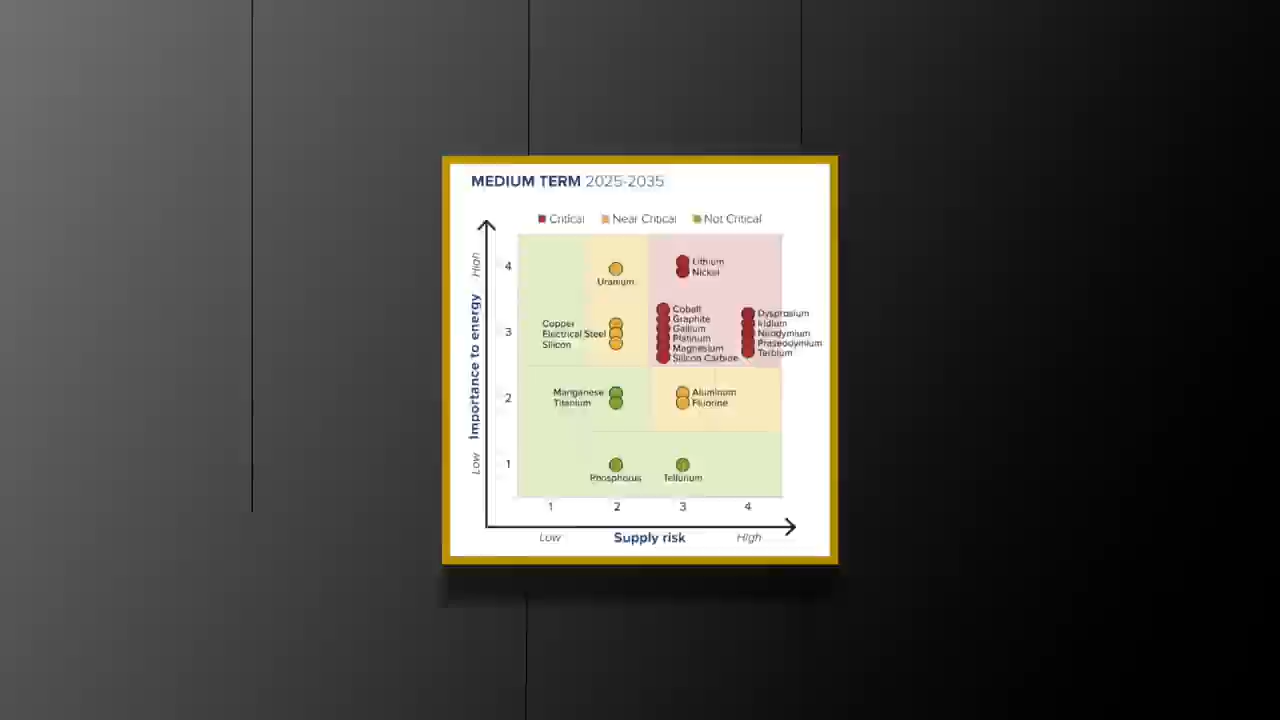 MEDIUM TERM 2025-2035
Critical Near Critical Not Critical
High
4
Lithium
Nickel
Uranium
Importance to energy
3
Cobalt
Graphite
Gallium
Platinum
Magnesium
Silicon Carbide
Dysprosium
Iridium
Neodymium
Praseodymium
Terbium
Copper
Electrical Steel
Silicon
2
Manganese
Titanium
Aluminum
Fluorine
Low
1
Phosphorus
Tellurium
1 2 3 4
Low Supply risk High